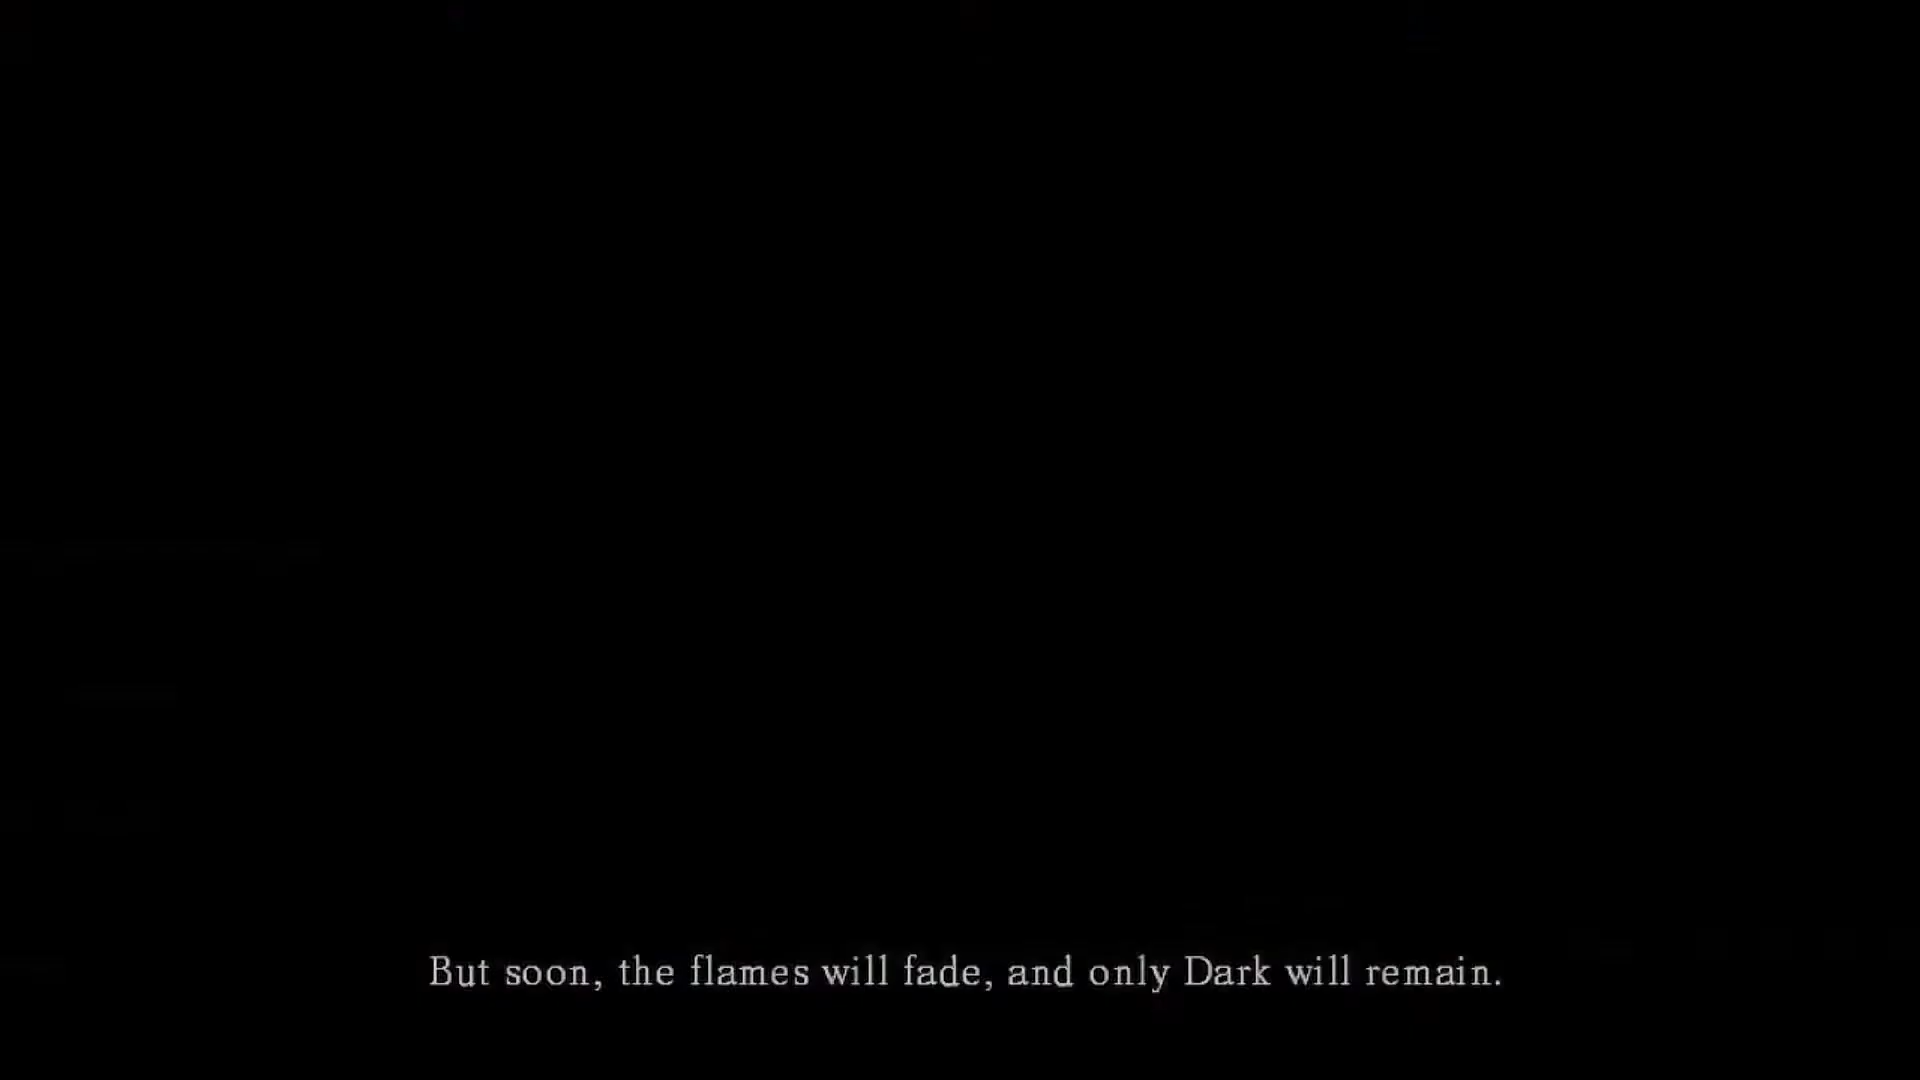 But soon, the flames will fade, and only Dark will remain.